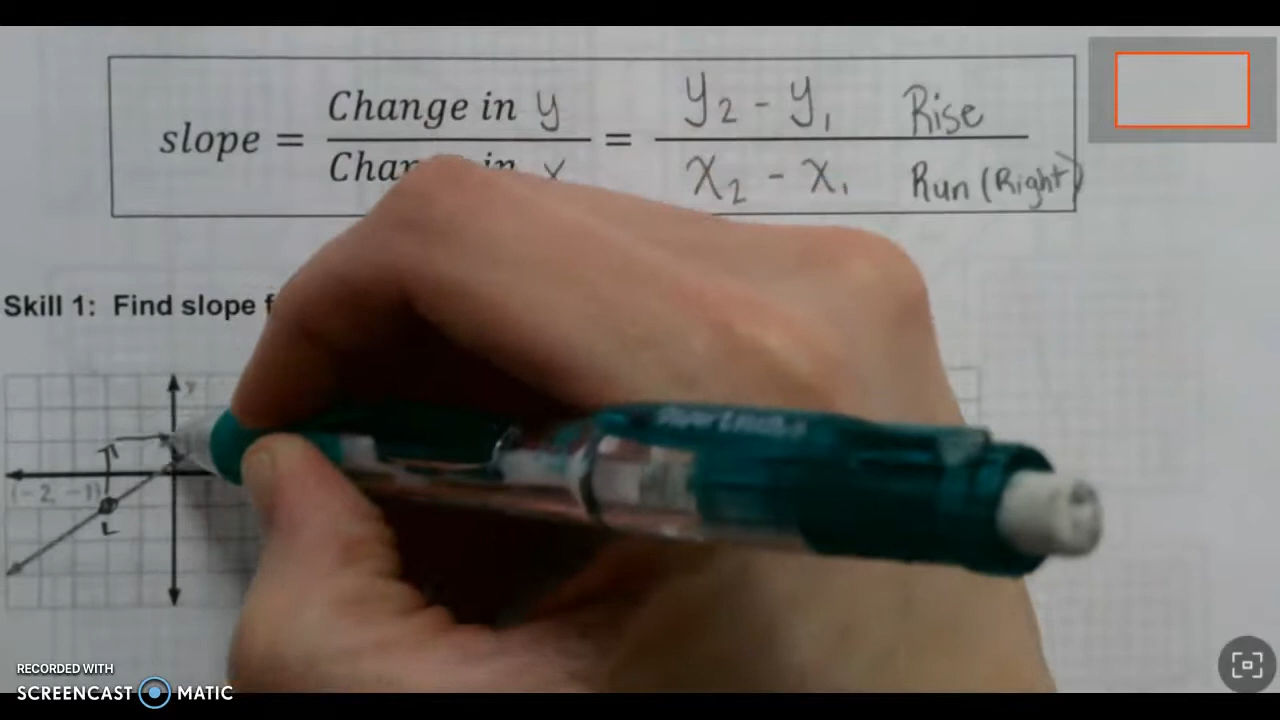 Change in y y₂ - y₁ Rise
slope = =
in x x₂ - x₁ Run (Right)
Skill 1: Find slope
y
(-2, -1)
L
RECORDED WITH
SCREENCAST MATIC